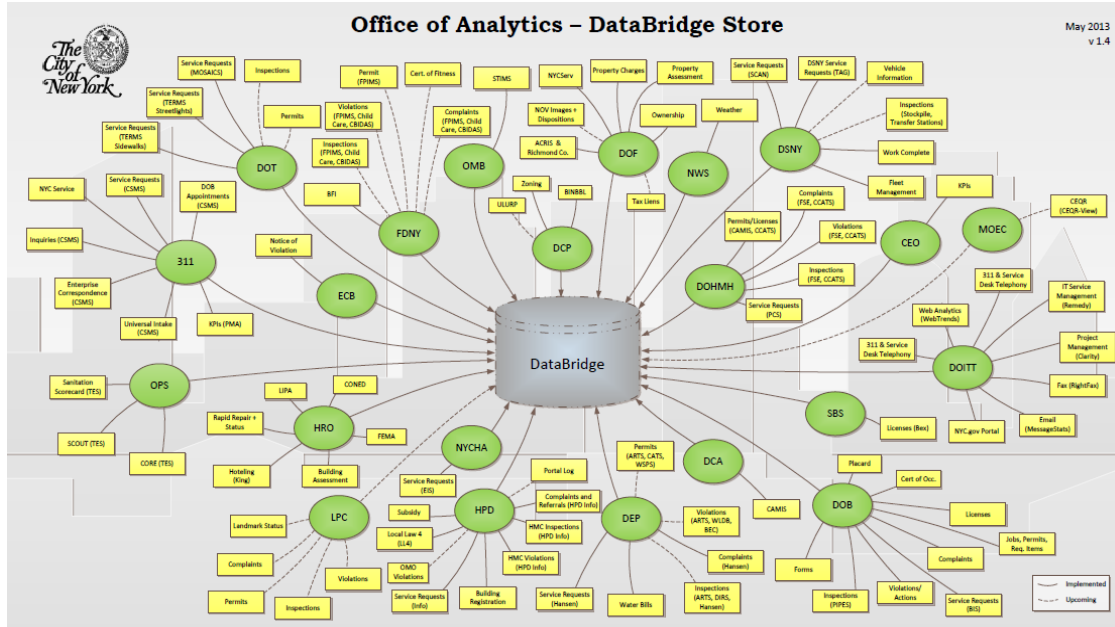 Office of Analytics – DataBridge Store
May 2013
v 1.4
The
City
of
New York
Service Requests
(MOSAICS)
Inspections
Service Requests
(TERMS
Streetlights)
Permits
Service Requests
(TERMS
Sidewalks)
DOT
Permit
(FPIMS)
Cert. of Fitness
Violations
(FPIMS, Child
Care, CBIDAS)
Complaints
(FPIMS, Child
Care, CBIDAS)
Inspections
(FPIMS, Child
Care, CBIDAS)
BFI
FDNY
STIMS
OMB
Zoning
BINBBL
ULURP
DCP
NYCServ
Property Charges
Property
Assessment
NOV Images +
Dispositions
Ownership
ACRIS &
Richmond Co.
DOF
Tax Liens
Weather
NWS
Service Requests
(SCAN)
DSNY Service
Requests (TAG)
Vehicle
Information
Inspections
(Stockpile,
Transfer Stations)
Work Complete
Fleet
Management
DSNY
NYC Service
Service Requests
(CSMS)
DOB
Appointments
(CSMS)
Inquiries (CSMS)
311
Enterprise
Correspondence
(CSMS)
Universal Intake
(CSMS)
KPIs (PMA)
Notice of
Violation
ECB
Complaints
(FSE, CCATS)
Permits/Licenses
(CAMIS, CCATS)
Violations
(FSE, CCATS)
Inspections
(FSE, CCATS)
DOHMH
Service Requests
(PCS)
KPIs
CEO
CEQR
(CEQR-View)
MOEC
311 & Service
Desk Telephony
IT Service
Management
(Remedy)
Web Analytics
(WebTrends)
Project
Management
(Clarity)
311 & Service
Desk Telephony
DOITT
Fax (RightFax)
Email
(MessageStats)
NYC.gov Portal
DataBridge
Sanitation
Scorecard (TES)
OPS
SCOUT (TES)
CORE (TES)
LIPA
CONED
Rapid Repair +
Status
HRO
FEMA
Hoteling
(King)
Building
Assessment
NYCHA
Service Requests
(EIS)
SBS
Licenses (Bex)
DCA
CAMIS
Landmark Status
LPC
Complaints
Violations
Permits
Inspections
Portal Log
Subsidy
HPD
Complaints and
Referrals (HPD Info)
Local Law 4
(LL4)
HMC Inspections
(HPD Info)
OMO
Violations
HMC Violations
(HPD Info)
Service Requests
(Info)
Building
Registration
Permits
(ARTS, CATS,
WSPS)
DEP
Violations
(ARTS, WLDB,
BEC)
Complaints
(Hansen)
Service Requests
(Hansen)
Water Bills
Inspections
(ARTS, DIRS,
Hansen)
Placard
Cert of Occ.
DOB
Licenses
Jobs, Permits,
Req. Items
Forms
Complaints
Inspections
(PIPES)
Violations/
Actions
Service Requests
(BIS)
Implemented
Upcoming